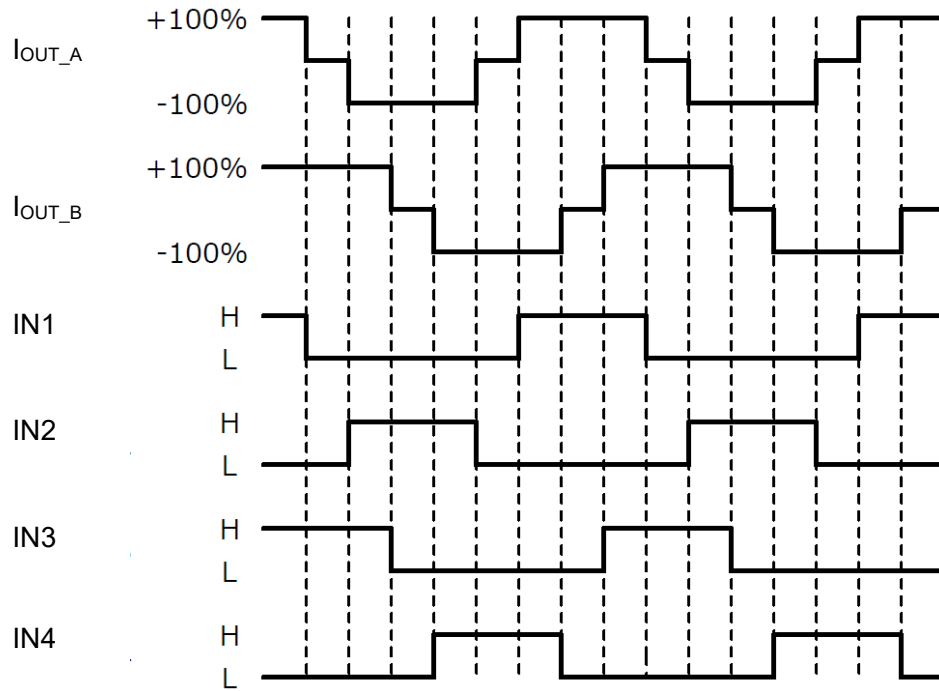 +100%
IOUT_A
-100%
+100%
IOUT_B
-100%
H
IN1
L
H
IN2
L
H
IN3
L
H
IN4
L